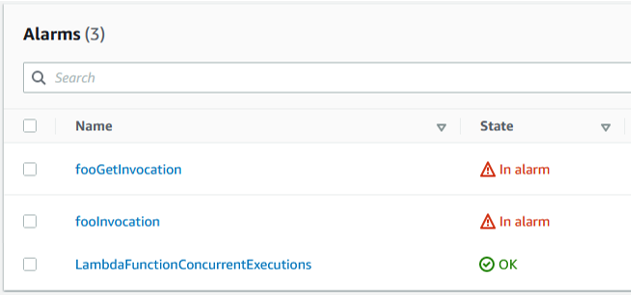 Alarms (3)
Search
Name State
fooGetInvocation In alarm
fooInvocation In alarm
LambdaFunctionConcurrentExecutions OK